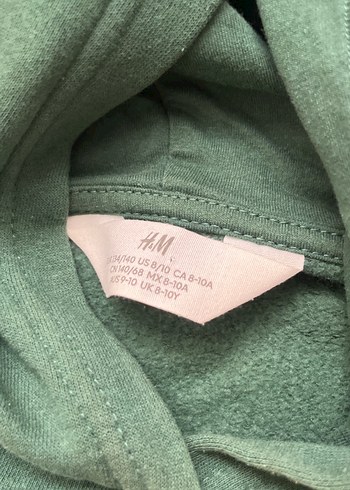 H&M
134/140 US 8/10 CA 8-10A
CN 140/68 MX 8-10A
AUS 9-10 UK 8-10Y